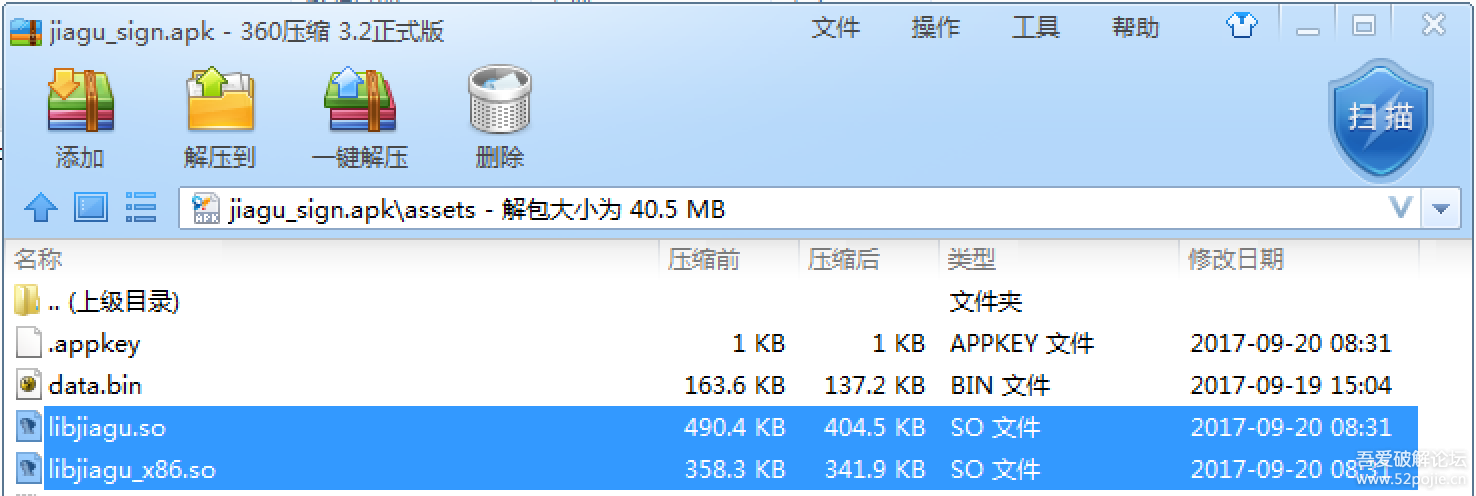 jiagu_sign.apk - 360压缩 3.2正式版 文件 操作 工具 帮助
添加 解压到 一键解压 删除 扫描
jiagu_sign.apk\assets - 解包大小为 40.5 MB
名称 压缩前 压缩后 类型 修改日期
.. (上级目录) 文件夹
.appkey 1 KB 1 KB APPKEY 文件 2017-09-20 08:31
data.bin 163.6 KB 137.2 KB BIN 文件 2017-09-19 15:04
libjiagu.so 490.4 KB 404.5 KB SO 文件 2017-09-20 08:31
libjiagu_x86.so 358.3 KB 341.9 KB SO 文件 2017-09-20 08:31
吾爱破解论坛
www.52pojie.cn